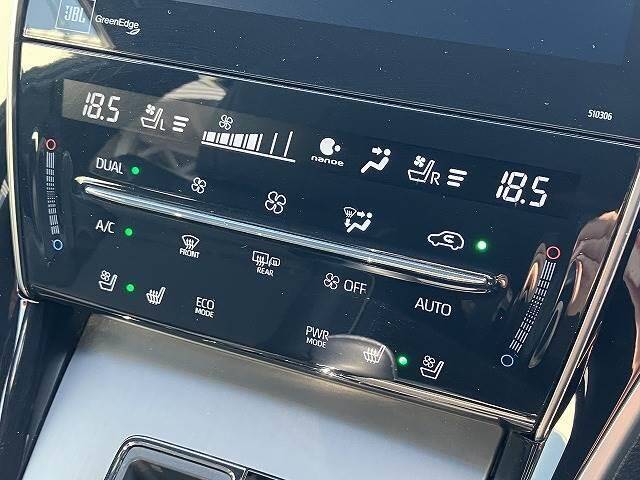 JBL
GreenEdge
510306
18.5
L
nanoe
R
18.5
DUAL
A/C
FRONT
REAR
OFF
AUTO
ECO
MODE
PWR
MODE